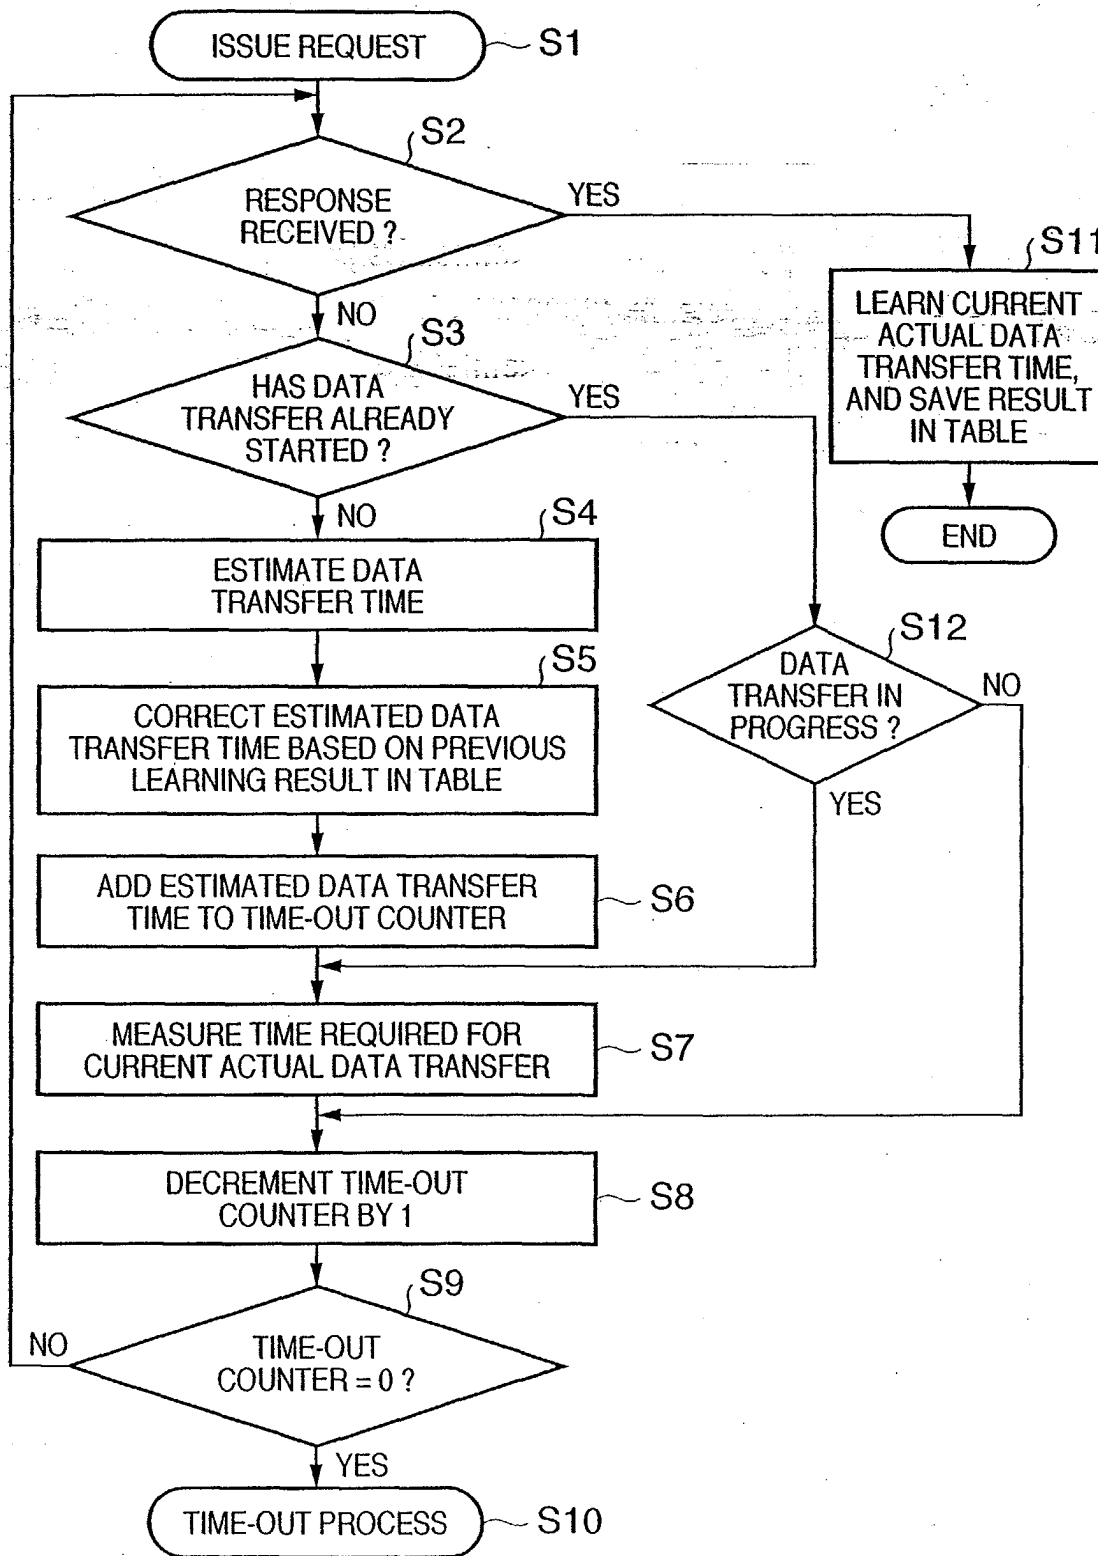 ISSUE REQUEST
S1
S2
RESPONSE
RECEIVED ?
YES
NO
S11
LEARN CURRENT
ACTUAL DATA
TRANSFER TIME,
AND SAVE RESULT
IN TABLE
END
S3
HAS DATA
TRANSFER ALREADY
STARTED ?
YES
NO
S4
ESTIMATE DATA
TRANSFER TIME
S12
DATA
TRANSFER IN
PROGRESS ?
NO
YES
S5
CORRECT ESTIMATED DATA
TRANSFER TIME BASED ON PREVIOUS
LEARNING RESULT IN TABLE
ADD ESTIMATED DATA TRANSFER
TIME TO TIME-OUT COUNTER
S6
MEASURE TIME REQUIRED FOR
CURRENT ACTUAL DATA TRANSFER
S7
DECREMENT TIME-OUT
COUNTER BY 1
S8
S9
TIME-OUT
COUNTER = 0 ?
NO
YES
TIME-OUT PROCESS
S10